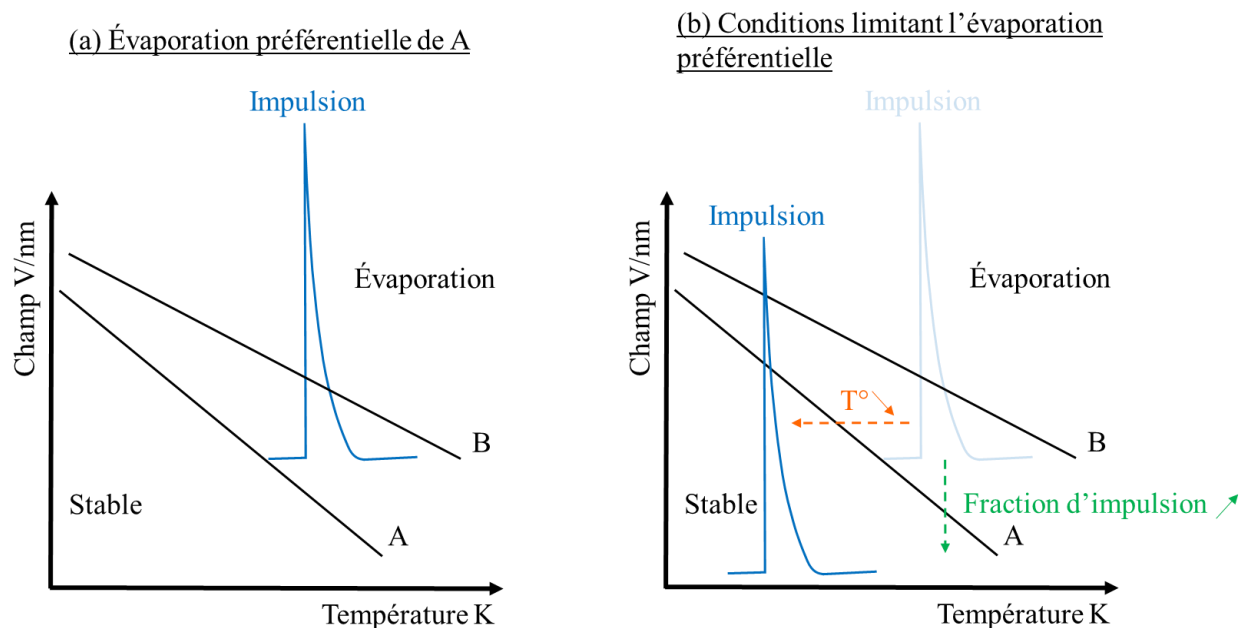 (a) Évaporation préférentielle de A
Impulsion
Champ V/nm
Évaporation
B
Stable
A
Température K
(b) Conditions limitant l’évaporation
préférentielle
Impulsion
Impulsion
Champ V/nm
Évaporation
T°
B
Stable
Fraction d’impulsion
A
Température K